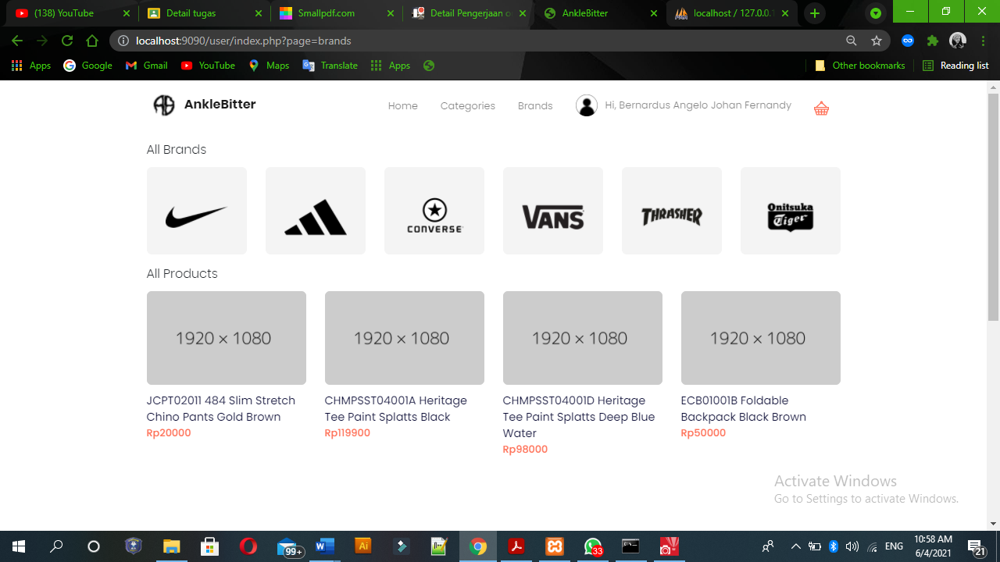 (138) YouTube
Detail tugas
Smallpdf.com
Detail Pengerjaan o
AnkleBitter
localhost / 127.0.0.1
localhost:9090/user/index.php?page=brands
Apps
Google
Gmail
YouTube
Maps
Translate
Apps
Other bookmarks
Reading list
AB AnkleBitter
Home
Categories
Brands
Hi, Bernardus Angelo Johan Fernandy
All Brands
CONVERSE
VANS
THRASHER
Onitsuka
Tiger
All Products
1920 × 1080
1920 × 1080
1920 × 1080
1920 × 1080
JCPT02011 484 Slim Stretch
Chino Pants Gold Brown
Rp20000
CHMPSST04001A Heritage
Tee Paint Splatts Black
Rp119900
CHMPSST04001D Heritage
Tee Paint Splatts Deep Blue
Water
Rp98000
ECB01001B Foldable
Backpack Black Brown
Rp50000
Activate Windows
Go to Settings to activate Windows.
99+
W
Ai
33
ENG
10:58 AM
6/4/2021
21